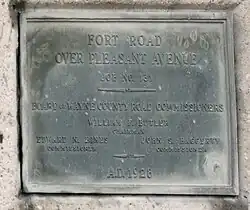 FORT ROAD
OVER PLEASANT AVENUE
BOARD OF WAYNE COUNTY ROAD COMMISSIONERS
WILLIAM F. BUTLER
CHAIRMAN
EDWARD N. HINES JOHN S. HAGGERTY
COMMISSIONER COMMISSIONER
A.D. 1926